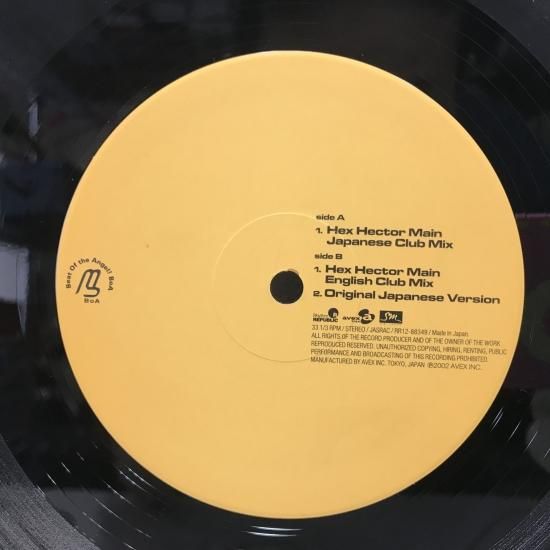 Beat Of the Angel! BoA
BoA
side A
1. Hex Hector Main
Japanese Club Mix
side B
1. Hex Hector Main
English Club Mix
2. Original Japanese Version
rhythm REPUBLIC
avex
SM
33 1/3 RPM / STEREO / JASRAC / RR12-88349 / Made in Japan.
ALL RIGHTS OF THE RECORD PRODUCER AND OF THE OWNER OF THE WORK
REPRODUCED RESERVED. UNAUTHORIZED COPYING, HIRING, RENTING, PUBLIC
PERFORMANCE AND BROADCASTING OF THIS RECORDING PROHIBITED.
MANUFACTURED BY AVEX INC. TOKYO, JAPAN ℗2002 AVEX INC.